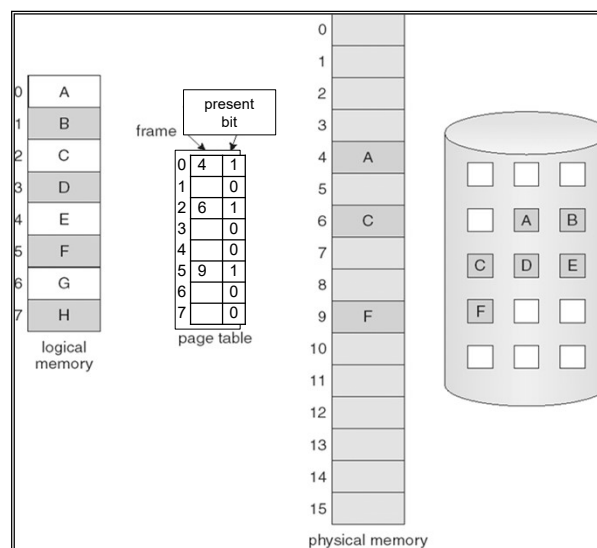 0 A
1 B
2 C
3 D
4 E
5 F
6 G
7 H
logical
memory
present
bit
frame
0 4 1
1 0
2 6 1
3 0
4 0
5 9 1
6 0
7 0
page table
0
1
2
3
4 A
5
6 C
7
8
9 F
10
11
12
13
14
15
physical memory
A B
C D E
F